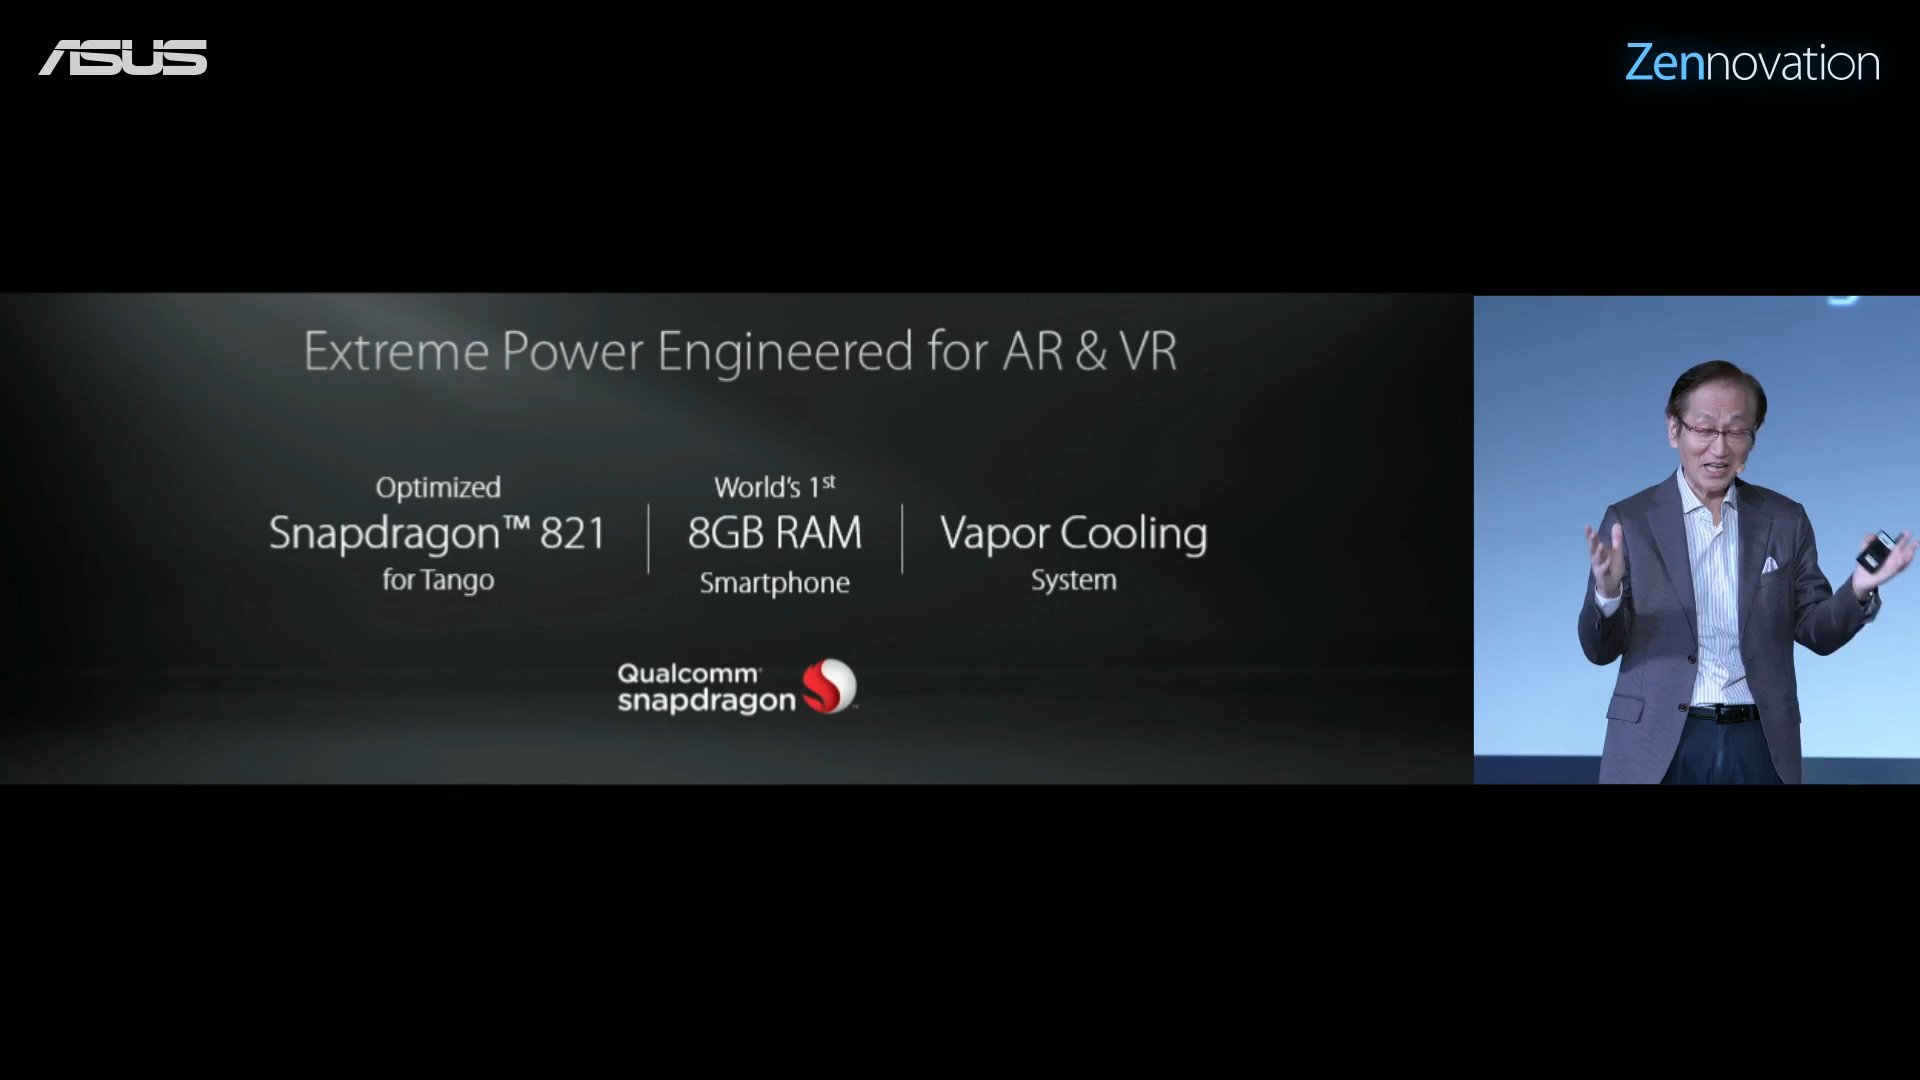 ASUS
Zennovation
Extreme Power Engineered for AR & VR
Optimized
Snapdragon™ 821
for Tango
World's 1st
8GB RAM
Smartphone
Vapor Cooling
System
Qualcomm
snapdragon